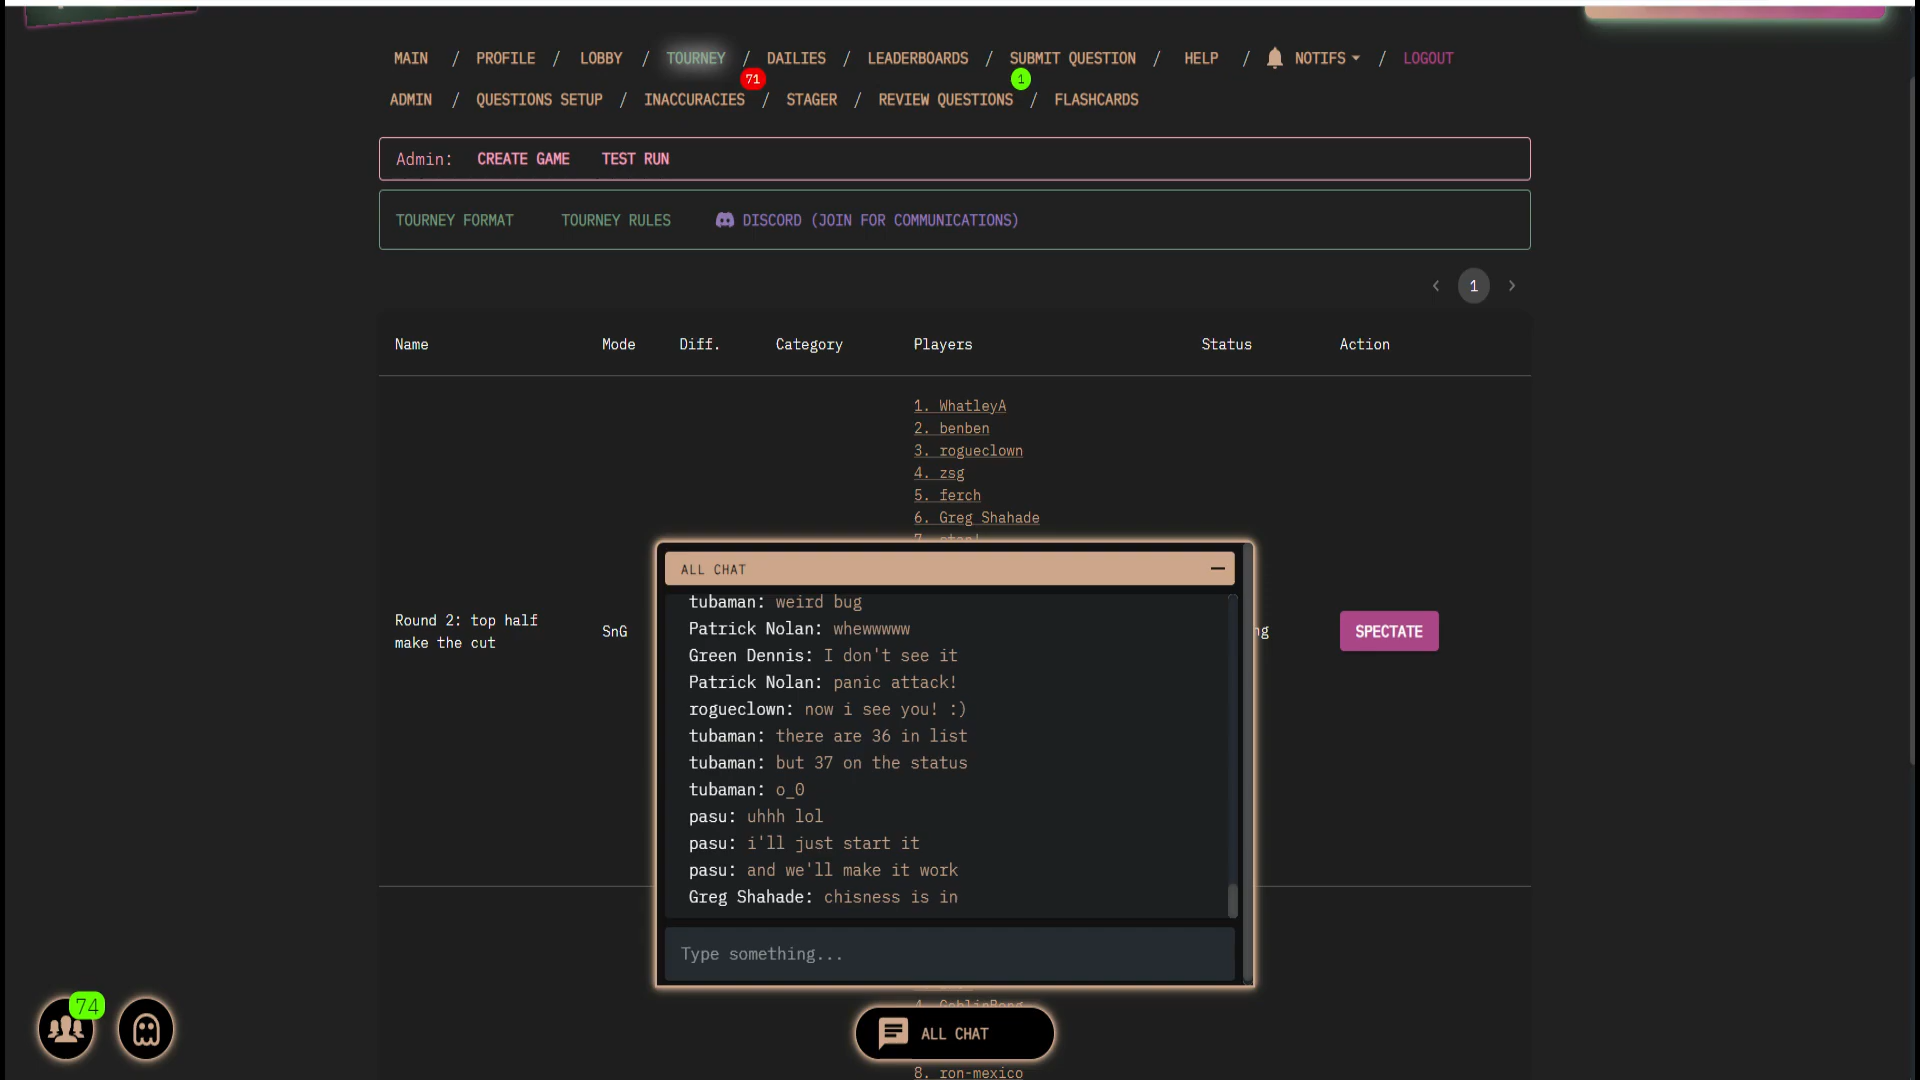 MAIN / PROFILE / LOBBY / TOURNEY / DAILIES / LEADERBOARDS / SUBMIT QUESTION / HELP / NOTIFS / LOGOUT
71 1
ADMIN / QUESTIONS SETUP / INACCURACIES / STAGER / REVIEW QUESTIONS / FLASHCARDS
Admin: CREATE GAME TEST RUN
TOURNEY FORMAT TOURNEY RULES DISCORD (JOIN FOR COMMUNICATIONS)
1
Name Mode Diff. Category Players Status Action
1. WhatleyA
2. benben
3. rogueclown
4. zsg
5. ferch
6. Greg Shahade
Round 2: top half
make the cut
SnG
ng
SPECTATE
ALL CHAT
tubaman: weird bug
Patrick Nolan: whewwwww
Green Dennis: I don't see it
Patrick Nolan: panic attack!
rogueclown: now i see you! :)
tubaman: there are 36 in list
tubaman: but 37 on the status
tubaman: o_0
pasu: uhhh lol
pasu: i'll just start it
pasu: and we'll make it work
Greg Shahade: chisness is in
Type something...
74
ALL CHAT
8. ron-mexico